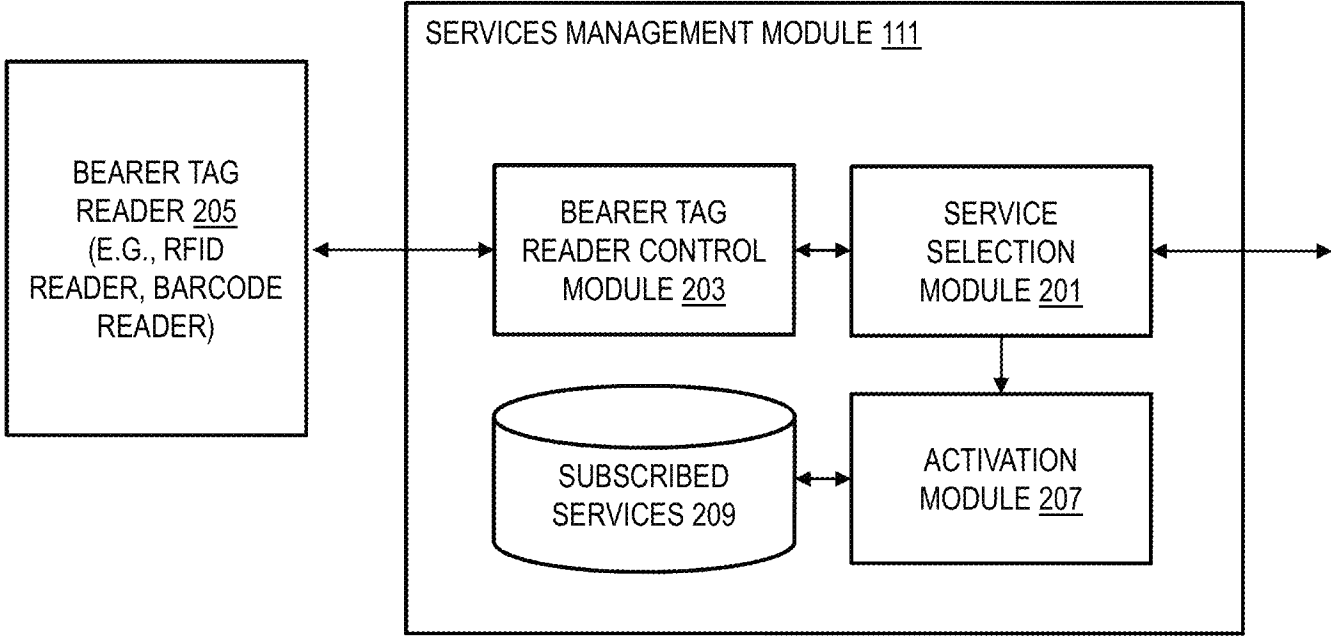 SERVICES MANAGEMENT MODULE 111
BEARER TAG
READER 205
(E.G., RFID
READER, BARCODE
READER)
BEARER TAG
READER CONTROL
MODULE 203
SERVICE
SELECTION
MODULE 201
SUBSCRIBED
SERVICES 209
ACTIVATION
MODULE 207